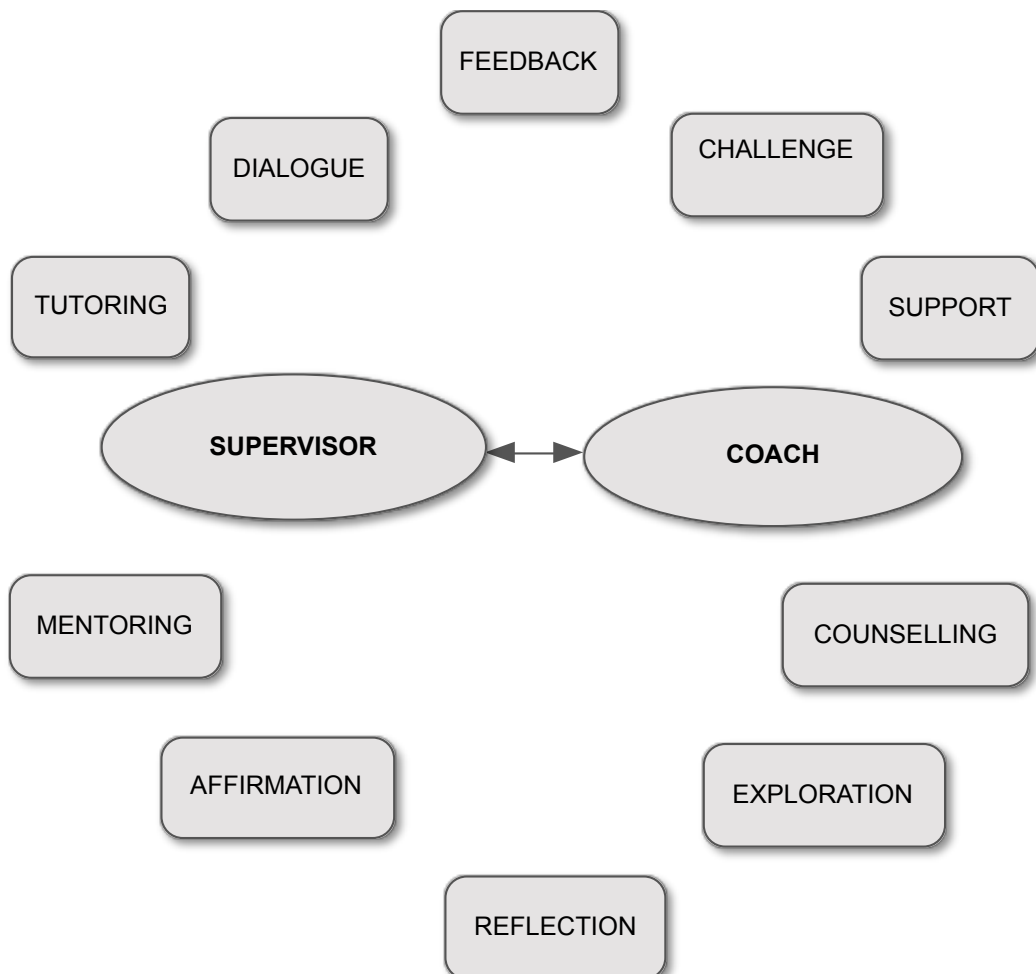 FEEDBACK
DIALOGUE
CHALLENGE
TUTORING
SUPPORT
SUPERVISOR
COACH
MENTORING
COUNSELLING
AFFIRMATION
EXPLORATION
REFLECTION